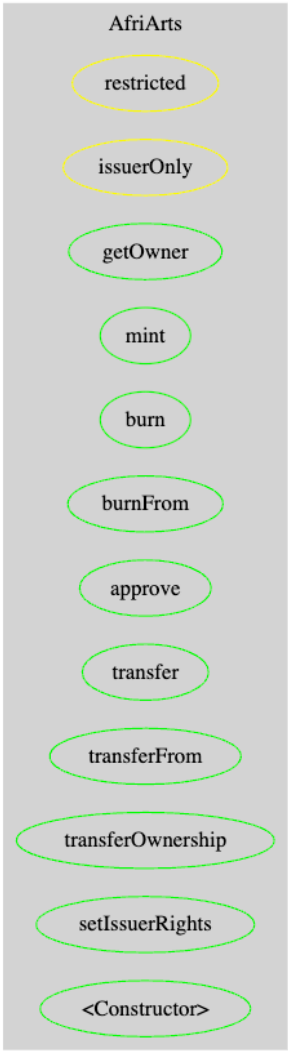 AfriArts
restricted
issuerOnly
getOwner
mint
burn
burnFrom
approve
transfer
transferFrom
transferOwnership
setIssuerRights
<Constructor>